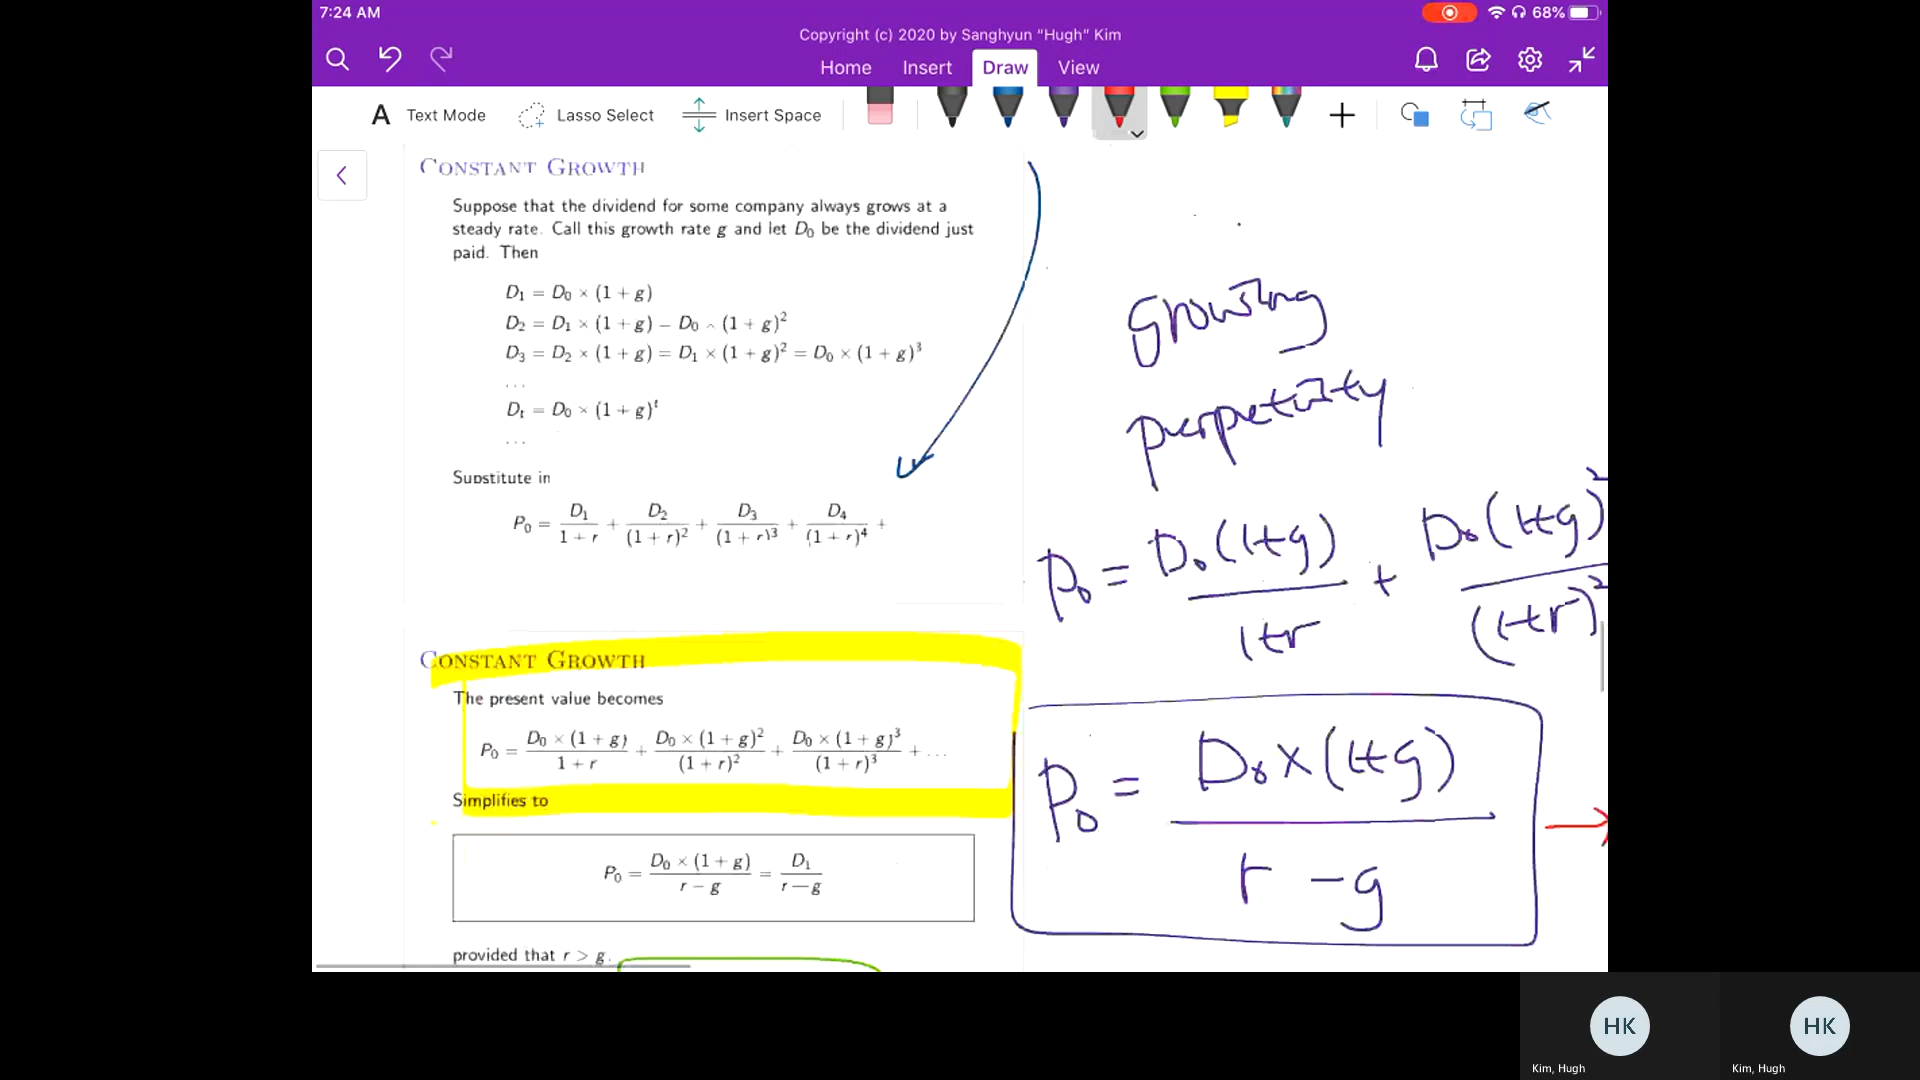 7:24 AM
68%
Copyright (c) 2020 by Sanghyun “Hugh” Kim
Home Insert Draw View
A Text Mode Lasso Select Insert Space
CONSTANT GROWTH
Suppose that the dividend for some company always grows at a
steady rate. Call this growth rate g and let D₀ be the dividend just
paid. Then
D₁ = D₀ × (1 + g)
D₂ = D₁ × (1 + g) = D₀ × (1 + g)²
D₃ = D₂ × (1 + g) = D₁ × (1 + g)² = D₀ × (1 + g)³
...
Dₜ = D₀ × (1 + g)ᵗ
...
Substitute in
P₀ = D₁/(1 + r) + D₂/(1 + r)² + D₃/(1 + r)³ + D₄/(1 + r)⁴ +
CONSTANT GROWTH
The present value becomes
P₀ = D₀ × (1 + g)/(1 + r) + D₀ × (1 + g)²/(1 + r)² + D₀ × (1 + g)³/(1 + r)³ + ...
Simplifies to
P₀ = D₀ × (1 + g)/(r − g) = D₁/(r − g)
provided that r > g.
Growing
perpetuity
P₀ = D₀(1+g)/(1+r) + D₀(1+g)²/(1+r)²
P₀ = D₀×(1+g)/(r − g)
HK HK
Kim, Hugh Kim, Hugh